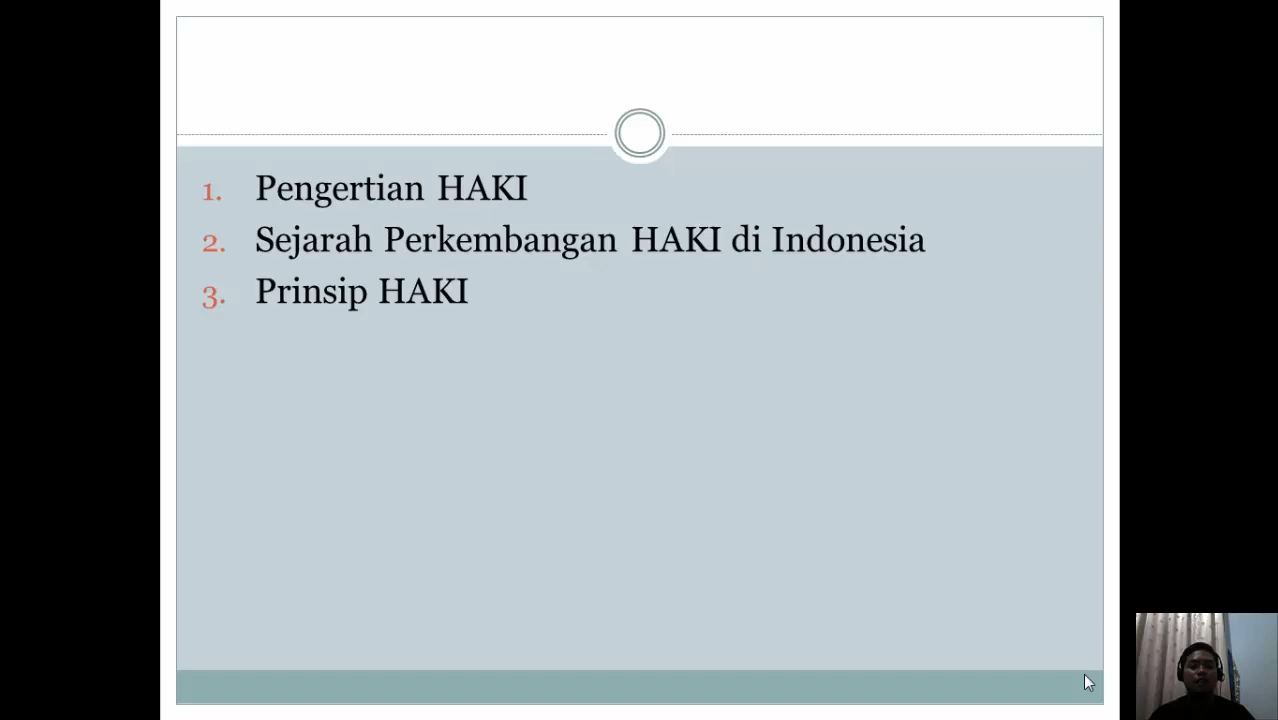 1. Pengertian HAKI
2. Sejarah Perkembangan HAKI di Indonesia
3. Prinsip HAKI